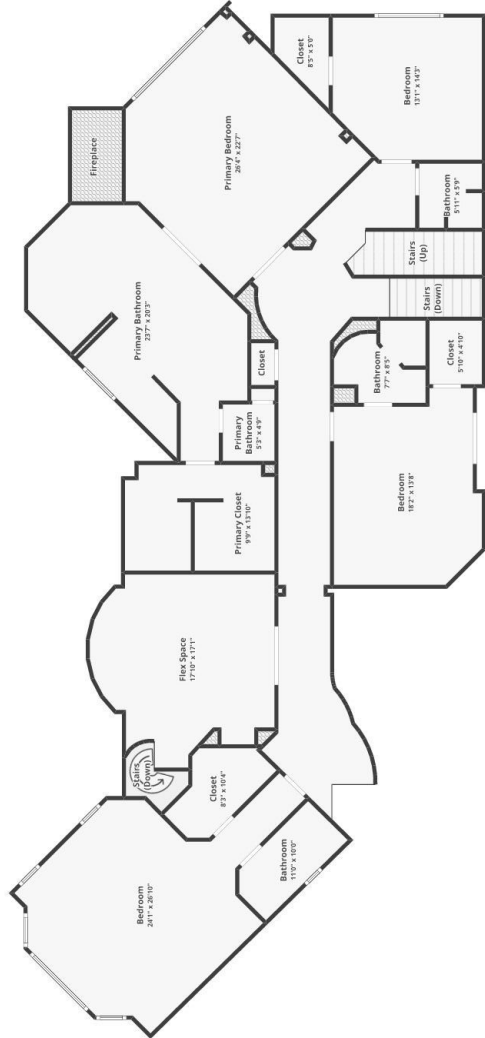 Closet
8'5" x 5'0"
Bedroom
13'1" x 14'3"
Primary Bedroom
26'4" x 22'7"
Fireplace
Bathroom
5'11" x 5'9"
Stairs
(Up)
Stairs
(Down)
Primary Bathroom
23'7" x 20'3"
Closet
Bathroom
7'7" x 8'5"
Closet
5'10" x 4'10"
Primary
Bathroom
5'3" x 4'9"
Bedroom
18'2" x 13'8"
Primary Closet
9'9" x 13'10"
Flex Space
17'10" x 17'1"
Stairs
(Down)
Closet
8'3" x 10'4"
Bathroom
11'0" x 10'0"
Bedroom
24'1" x 26'10"